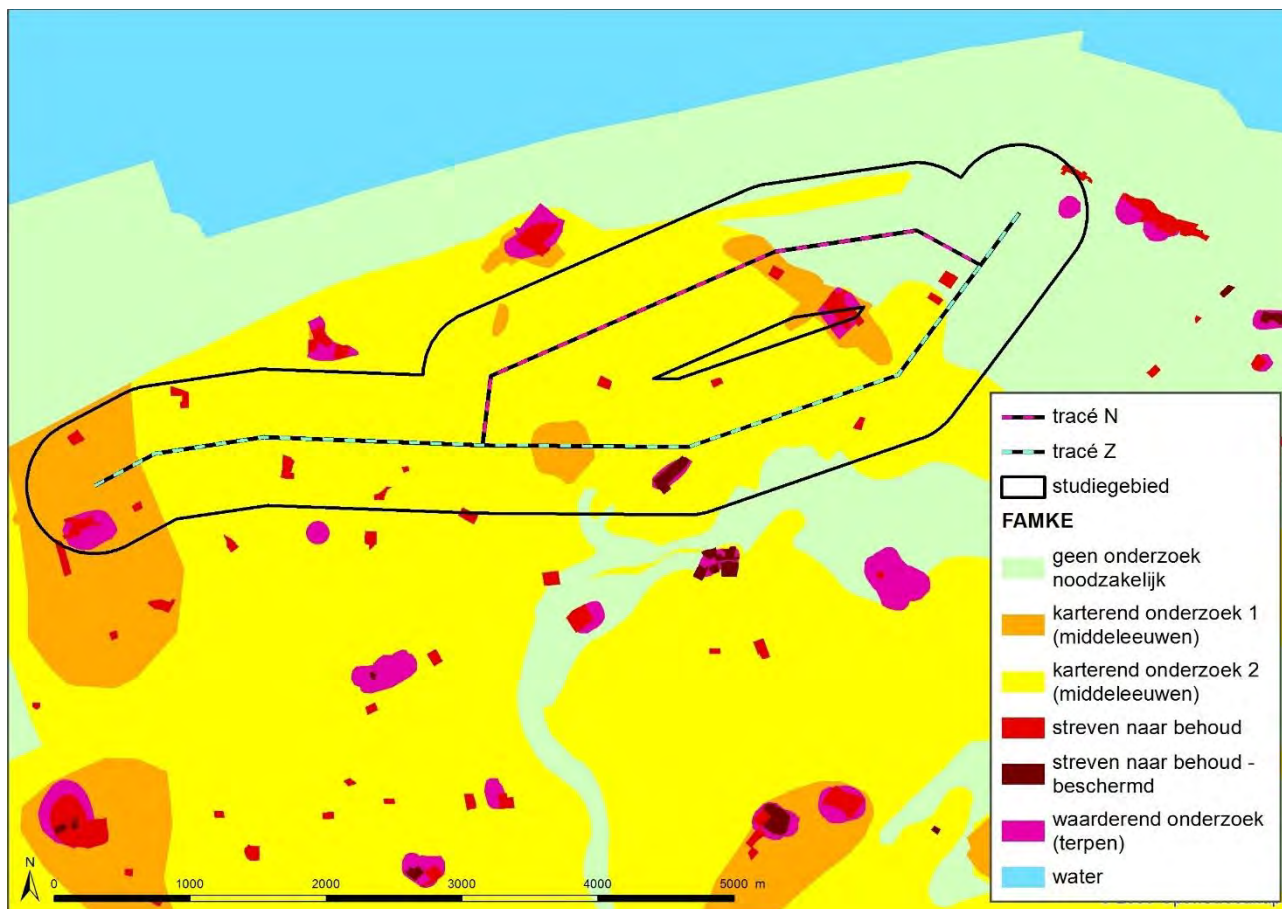 tracé N
tracé Z
studiegebied
FAMKE
geen onderzoek
noodzakelijk
karterend onderzoek 1
(middeleeuwen)
karterend onderzoek 2
(middeleeuwen)
streven naar behoud
streven naar behoud -
beschermd
waarderend onderzoek
(terpen)
water
N
0 1000 2000 3000 4000 5000 m